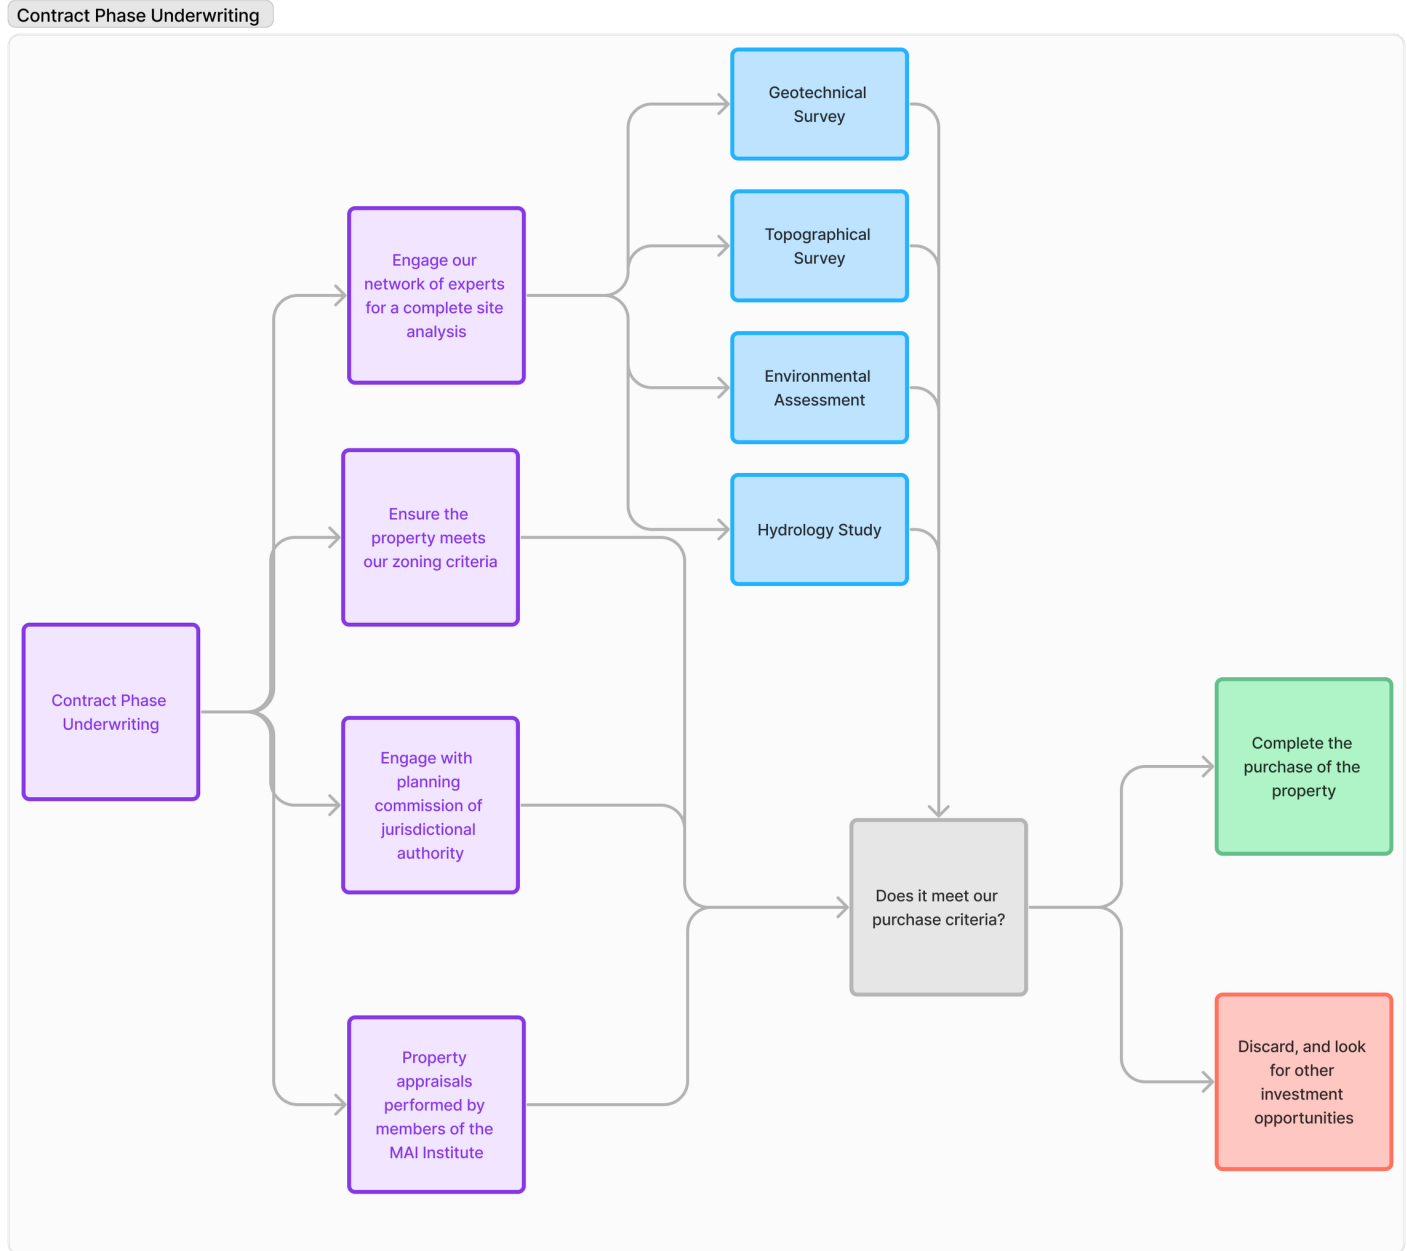 Contract Phase Underwriting
Geotechnical
Survey
Topographical
Survey
Engage our
network of experts
for a complete site
analysis
Environmental
Assessment
Hydrology Study
Ensure the
property meets
our zoning criteria
Contract Phase
Underwriting
Engage with
planning
commission of
jurisdictional
authority
Complete the
purchase of the
property
Does it meet our
purchase criteria?
Property
appraisals
performed by
members of the
MAI Institute
Discard, and look
for other
investment
opportunities